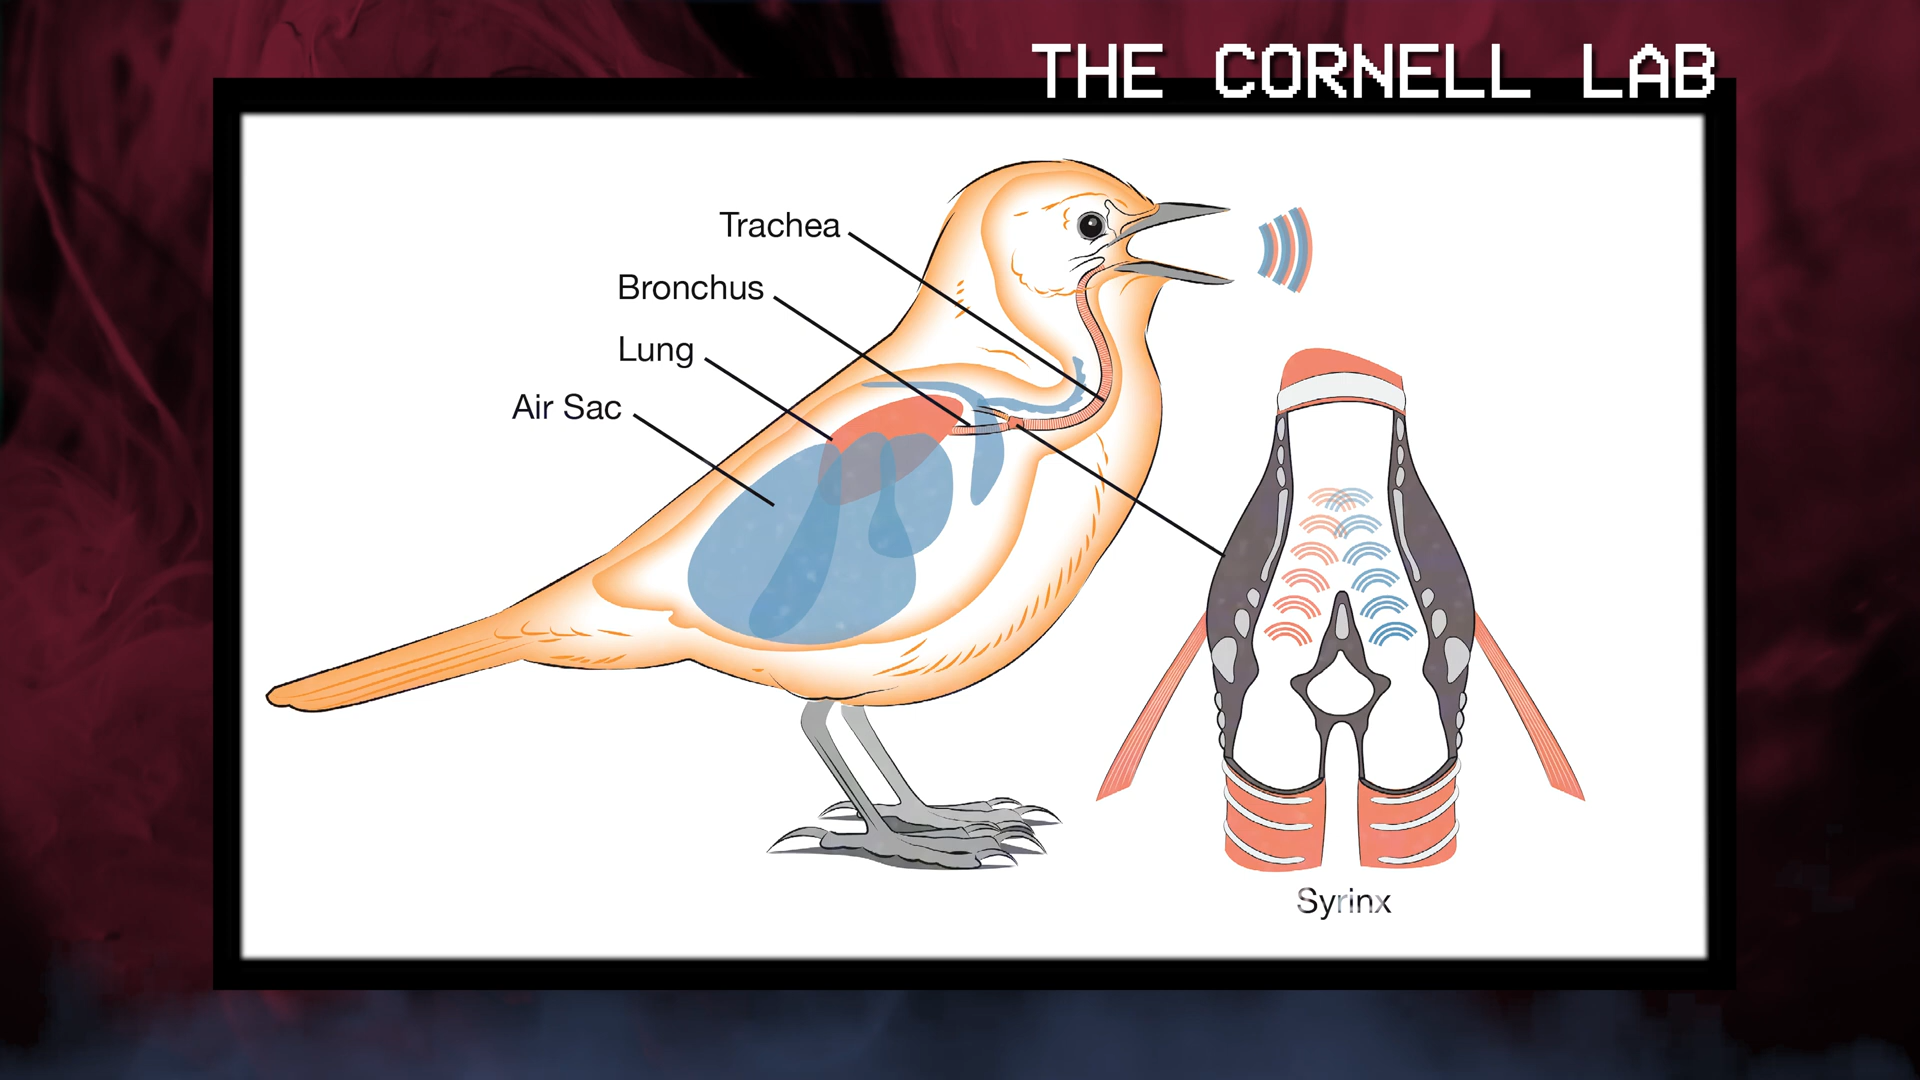 THE CORNELL LAB
Trachea
Bronchus
Lung
Air Sac
Syrinx